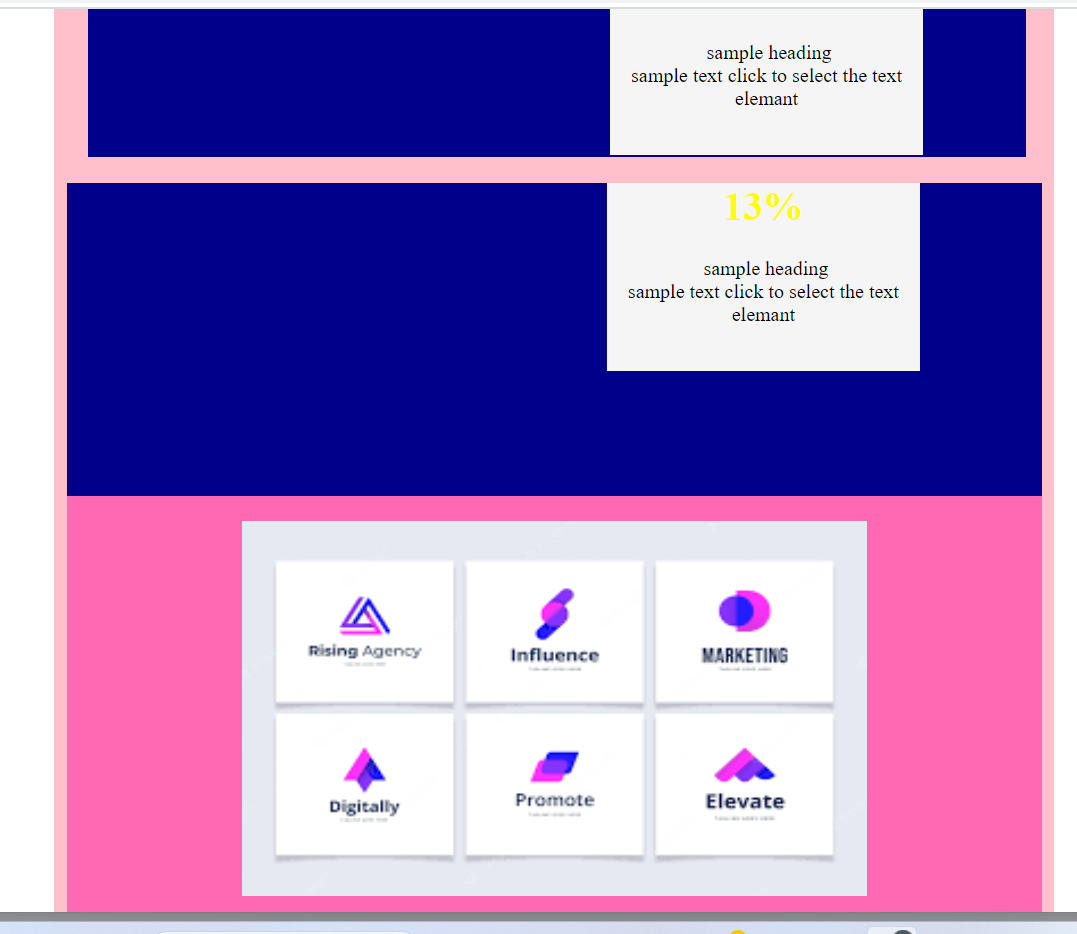 sample heading
sample text click to select the text
elemant
13%
sample heading
sample text click to select the text
elemant
Rising Agency
Influence
MARKETING
Digitally
Promote
Elevate